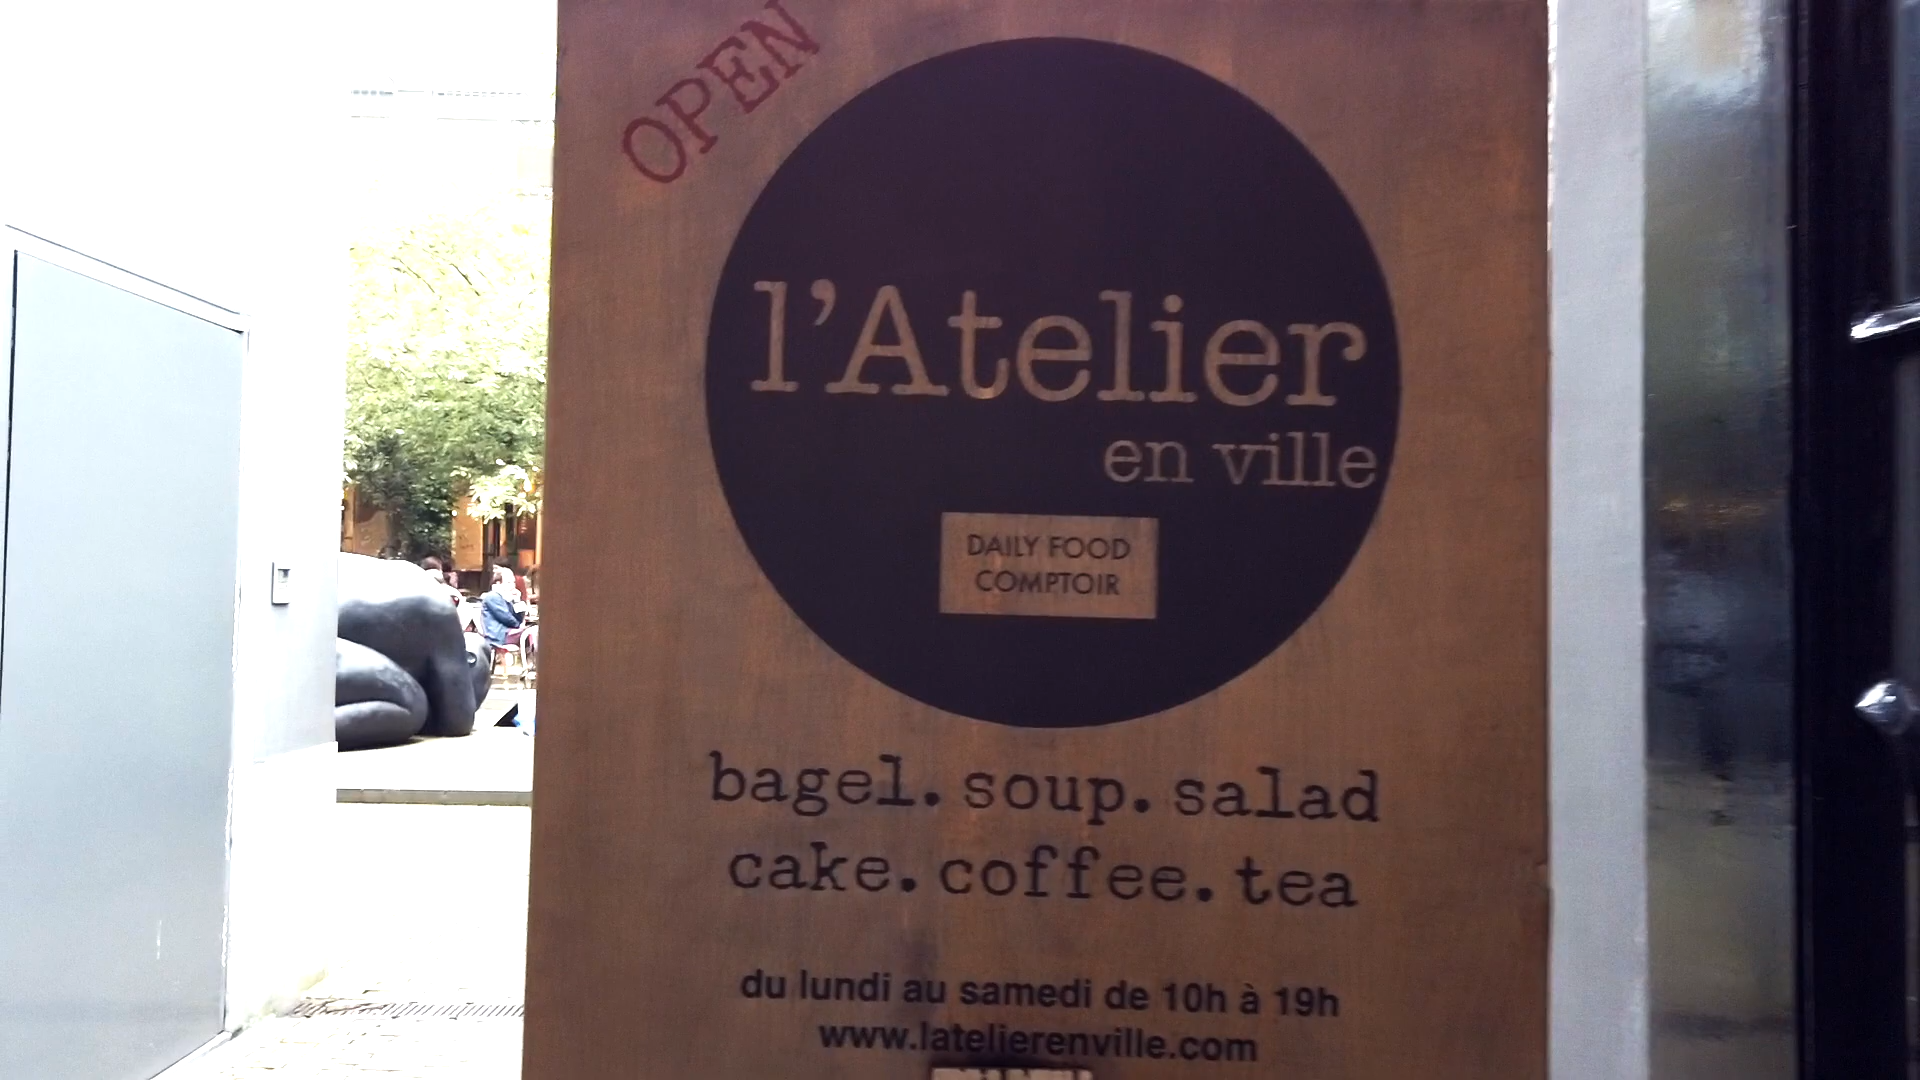 OPEN
l'Atelier
en ville
DAILY FOOD
COMPTOIR
bagel. soup. salad
cake. coffee. tea
du lundi au samedi de 10h à 19h
www.latelierenville.com